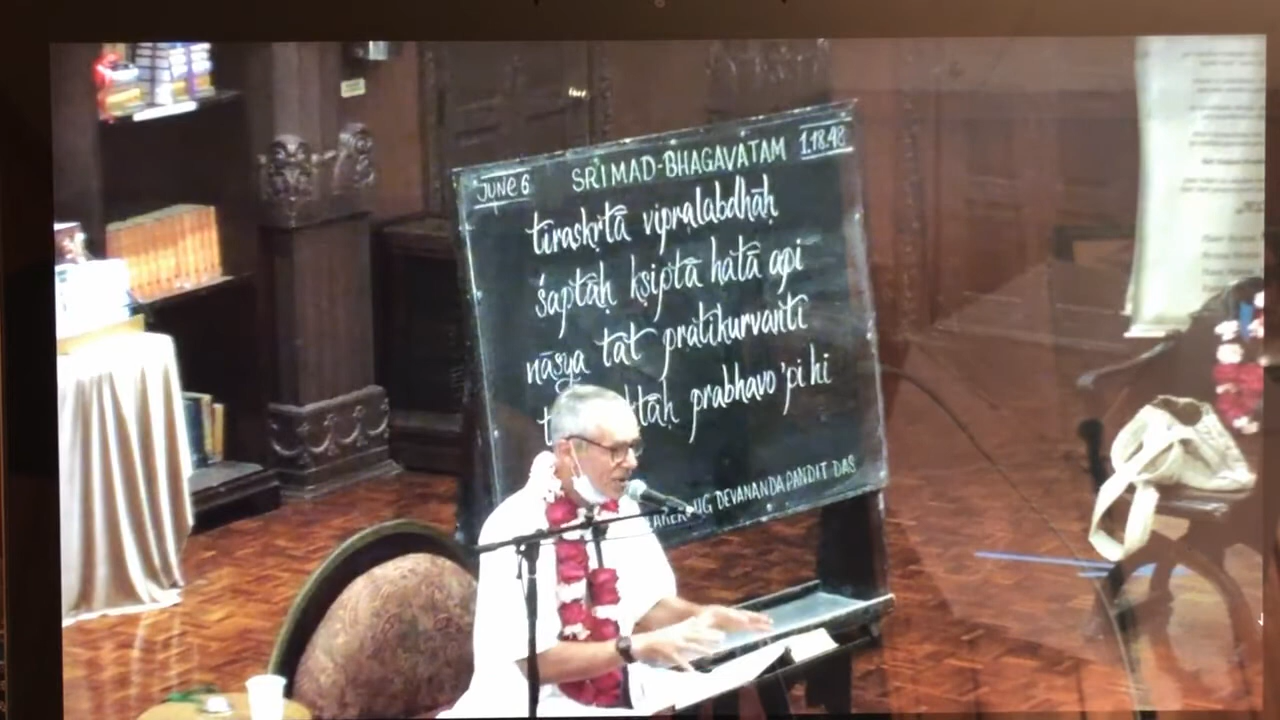 JUNE 6 SRIMAD-BHAGAVATAM 1.18.48
tiraskṛtā vipralabdhāḥ
śaptāḥ kṣiptā hatā api
nāsya tat pratikurvanti
prabhavo 'pi hi
HG DEVANANDA PANDIT DAS